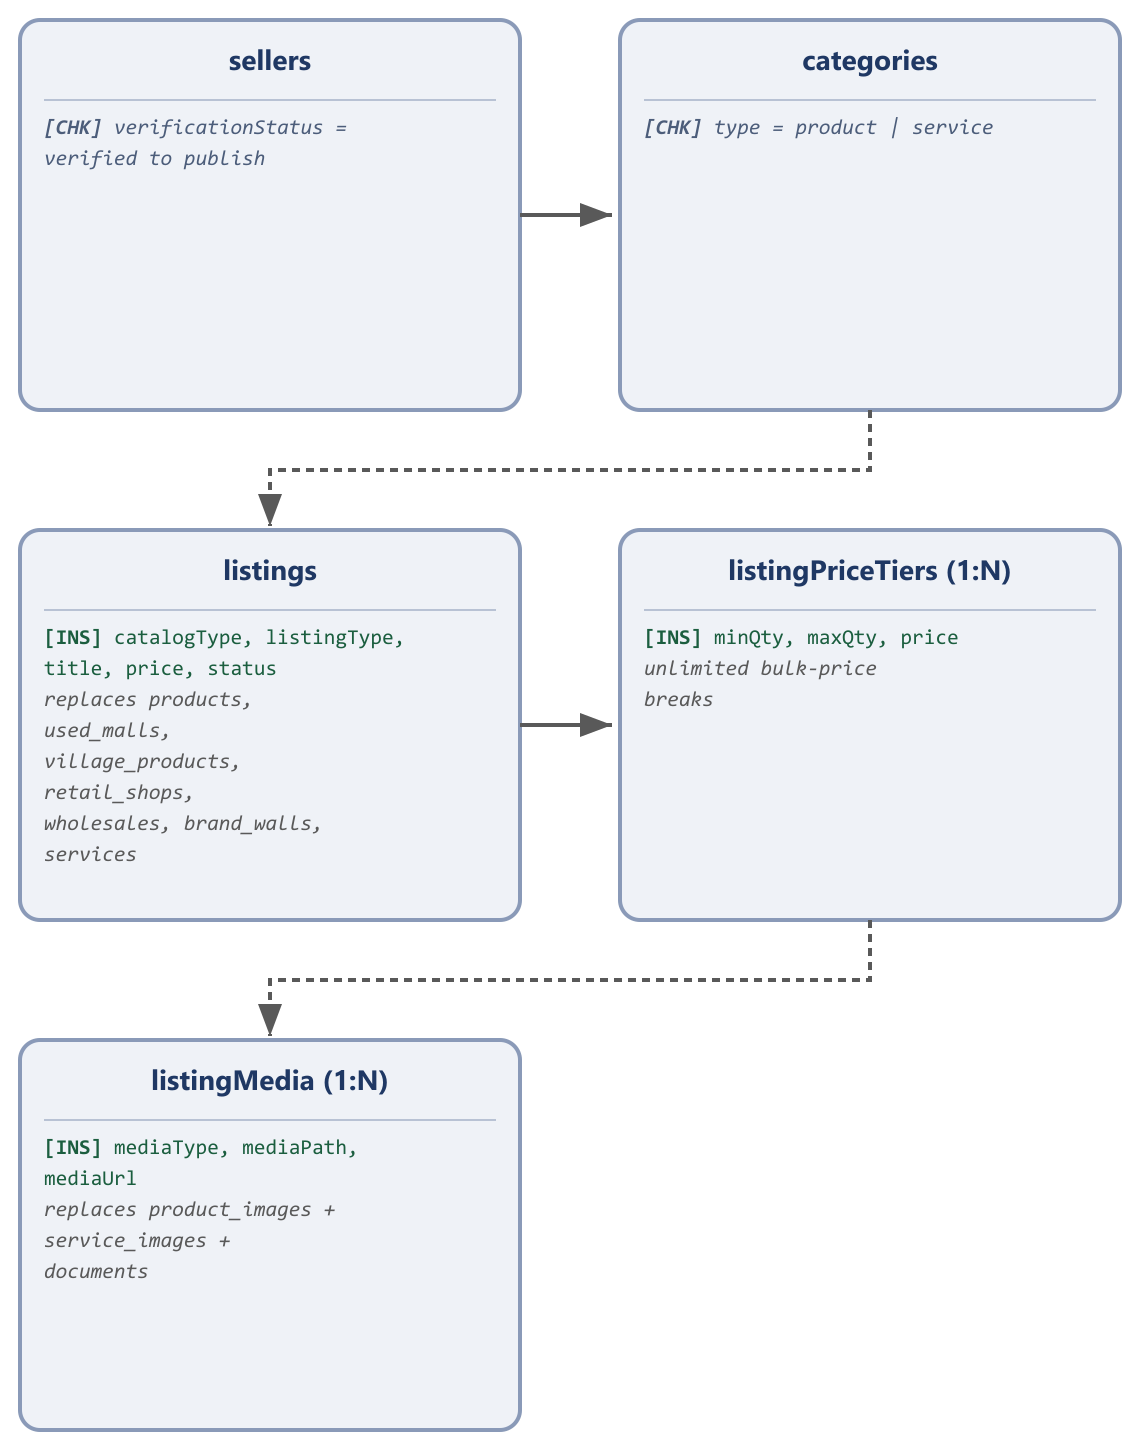 sellers
[CHK] verificationStatus =
verified to publish
categories
[CHK] type = product | service
listings
[INS] catalogType, listingType,
title, price, status
replaces products,
used_malls,
village_products,
retail_shops,
wholesales, brand_walls,
services
listingPriceTiers (1:N)
[INS] minQty, maxQty, price
unlimited bulk-price
breaks
listingMedia (1:N)
[INS] mediaType, mediaPath,
mediaUrl
replaces product_images +
service_images +
documents